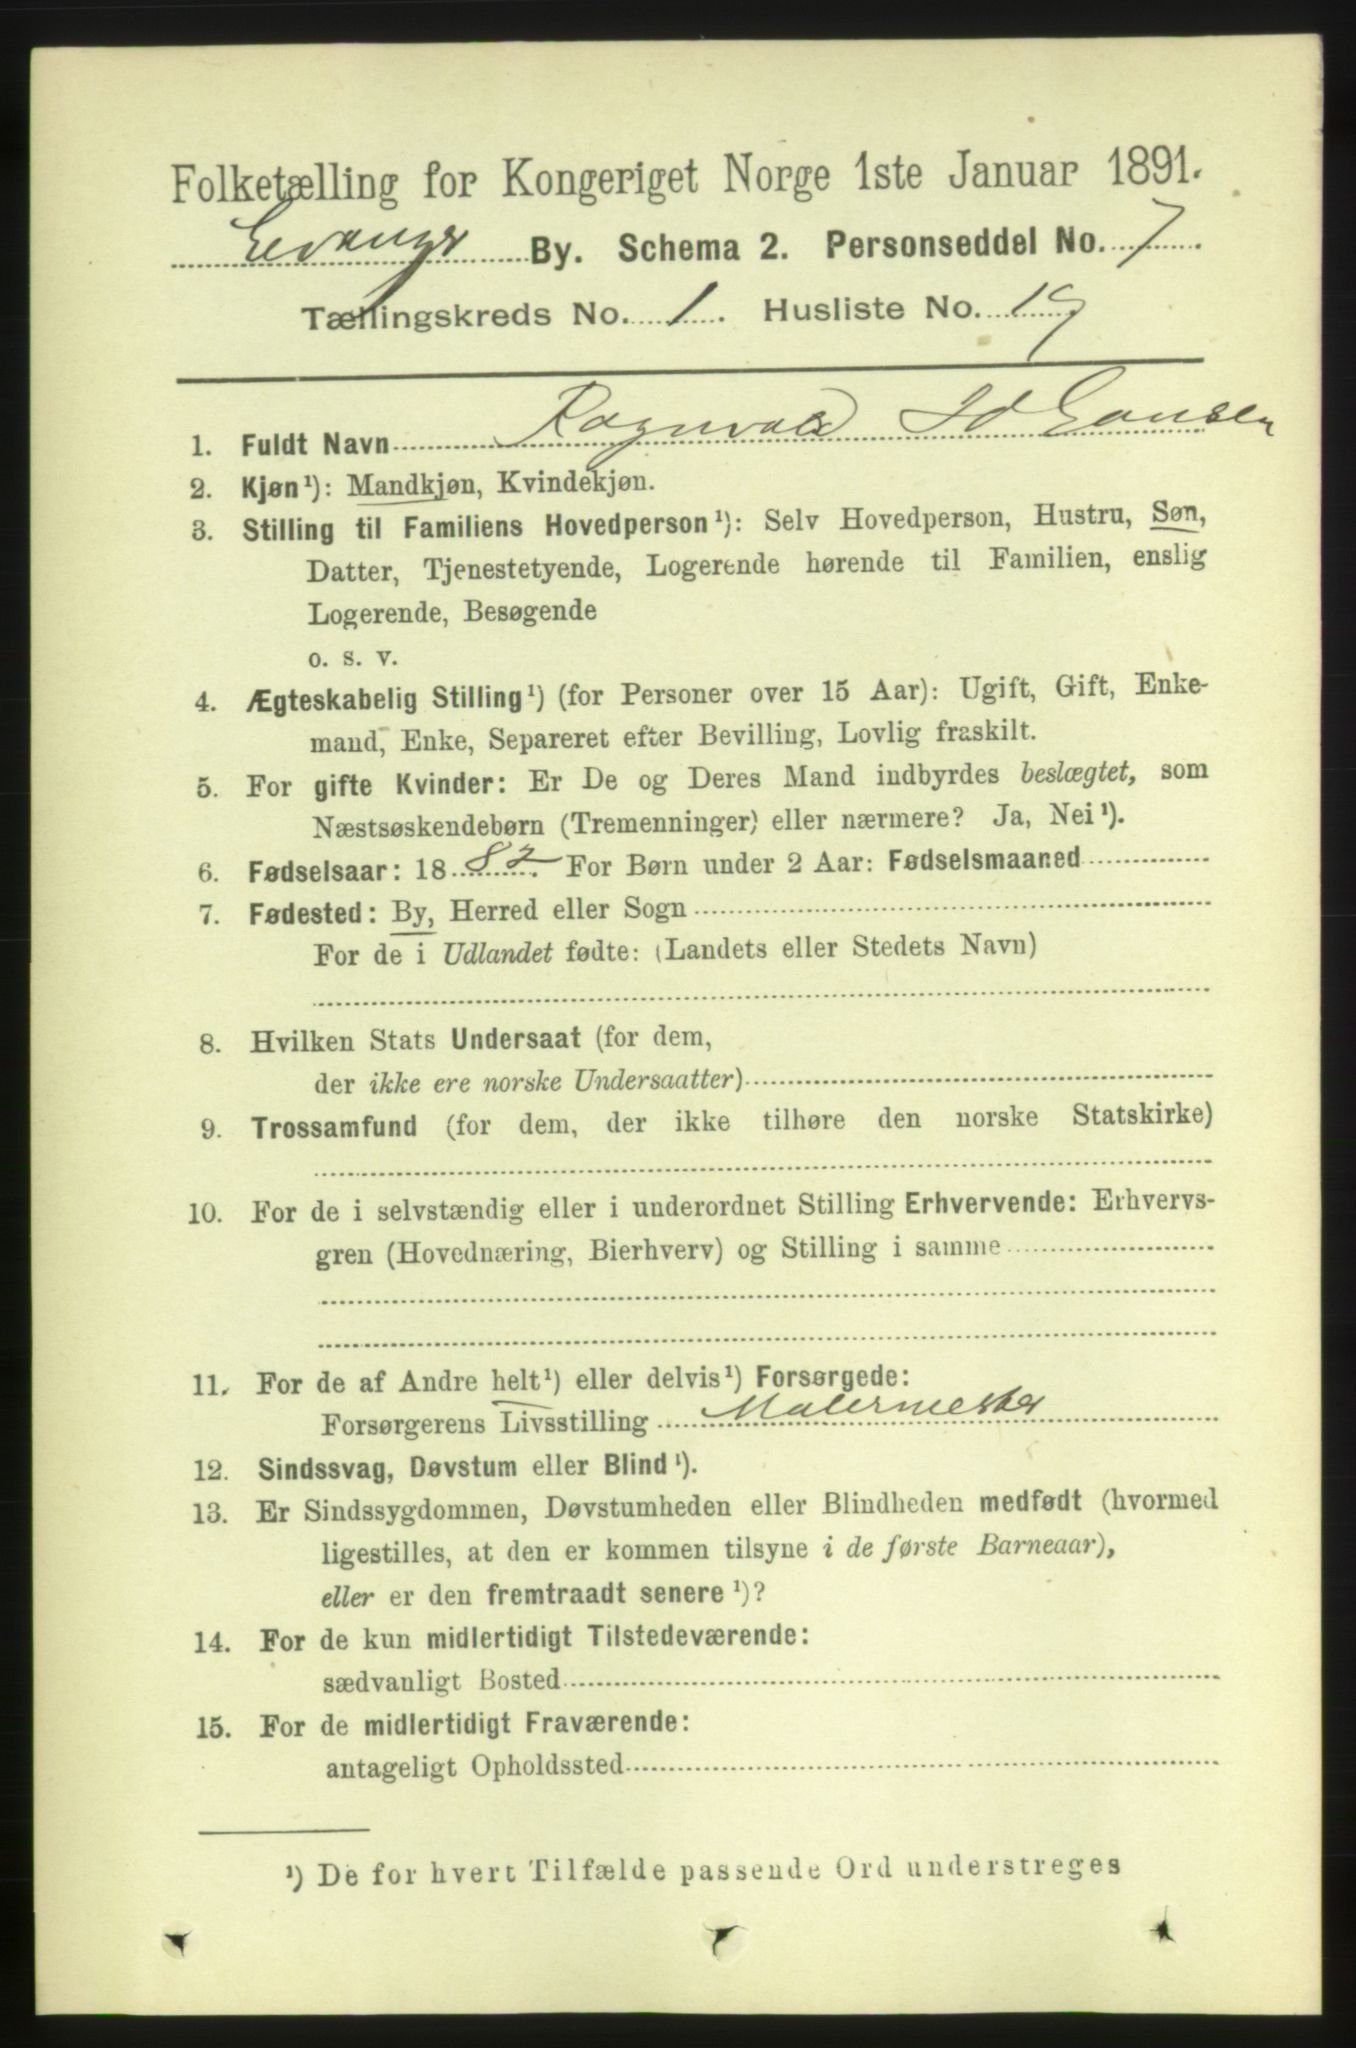 Folketælling for Kongeriget Norge 1ste Januar 1891.
Levanger By. Schema 2. Personseddel No. 7.
Tællingskreds No. 1. Husliste No. 19
1. Fuldt Navn Ragnvald
2. Kjøn¹): Mandkjøn, Kvindekjøn.
3. Stilling til Familiens Hovedperson¹): Selv Hovedperson, Hustru, Søn,
Datter, Tjenestetyende, Logerende hørende til Familien, enslig
Logerende, Besøgende
o. s. v.
4. Ægteskabelig Stilling¹) (for Personer over 15 Aar): Ugift, Gift, Enke-
mand, Enke, Separeret efter Bevilling, Lovlig fraskilt.
5. For gifte Kvinder: Er De og Deres Mand indbyrdes beslægtet, som
Næstsøskendebørn (Tremenninger) eller nærmere? Ja, Nei¹).
6. Fødselsaar: 1882. For Børn under 2 Aar: Fødselsmaaned
7. Fødested: By, Herred eller Sogn
For de i Udlandet fødte: (Landets eller Stedets Navn)
8. Hvilken Stats Undersaat (for dem,
der ikke ere norske Undersaatter)
9. Trossamfund (for dem, der ikke tilhøre den norske Statskirke)
10. For de i selvstændig eller i underordnet Stilling Erhvervende: Erhvervs-
gren (Hovednæring, Bierhverv) og Stilling i samme
11. For de af Andre helt¹) eller delvis¹) Forsørgede:
Forsørgerens Livsstilling Malermester
12. Sindssvag, Døvstum eller Blind¹).
13. Er Sindssygdommen, Døvstumheden eller Blindheden medfødt (hvormed
ligestilles, at den er kommen tilsyne i de første Barneaar),
eller er den fremtraadt senere¹)?
14. For de kun midlertidigt Tilstedeværende:
sædvanligt Bosted
15. For de midlertidigt Fraværende:
antageligt Opholdssted
¹) De for hvert Tilfælde passende Ord understreges